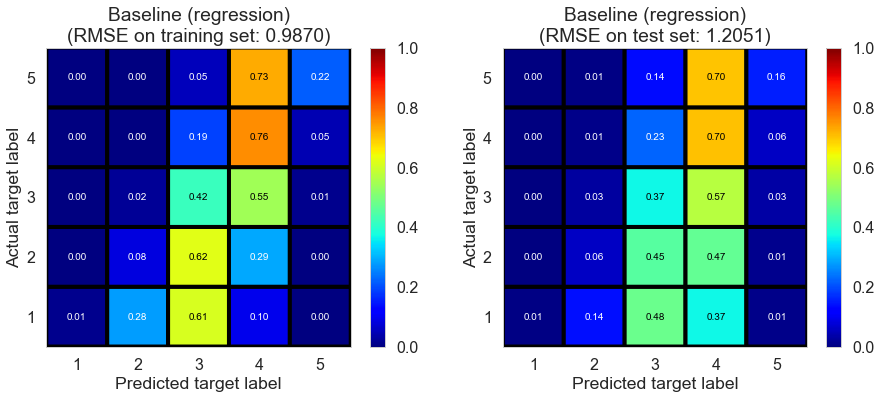 Baseline (regression)
(RMSE on training set: 0.9870)
Actual target label
5 0.00 0.00 0.05 0.73 0.22
4 0.00 0.00 0.19 0.76 0.05
3 0.00 0.02 0.42 0.55 0.01
2 0.00 0.08 0.62 0.29 0.00
1 0.01 0.28 0.61 0.10 0.00
1 2 3 4 5
Predicted target label
1.0
0.8
0.6
0.4
0.2
0.0
Baseline (regression)
(RMSE on test set: 1.2051)
Actual target label
5 0.00 0.01 0.14 0.70 0.16
4 0.00 0.01 0.23 0.70 0.06
3 0.00 0.03 0.37 0.57 0.03
2 0.00 0.06 0.45 0.47 0.01
1 0.01 0.14 0.48 0.37 0.01
1 2 3 4 5
Predicted target label
1.0
0.8
0.6
0.4
0.2
0.0